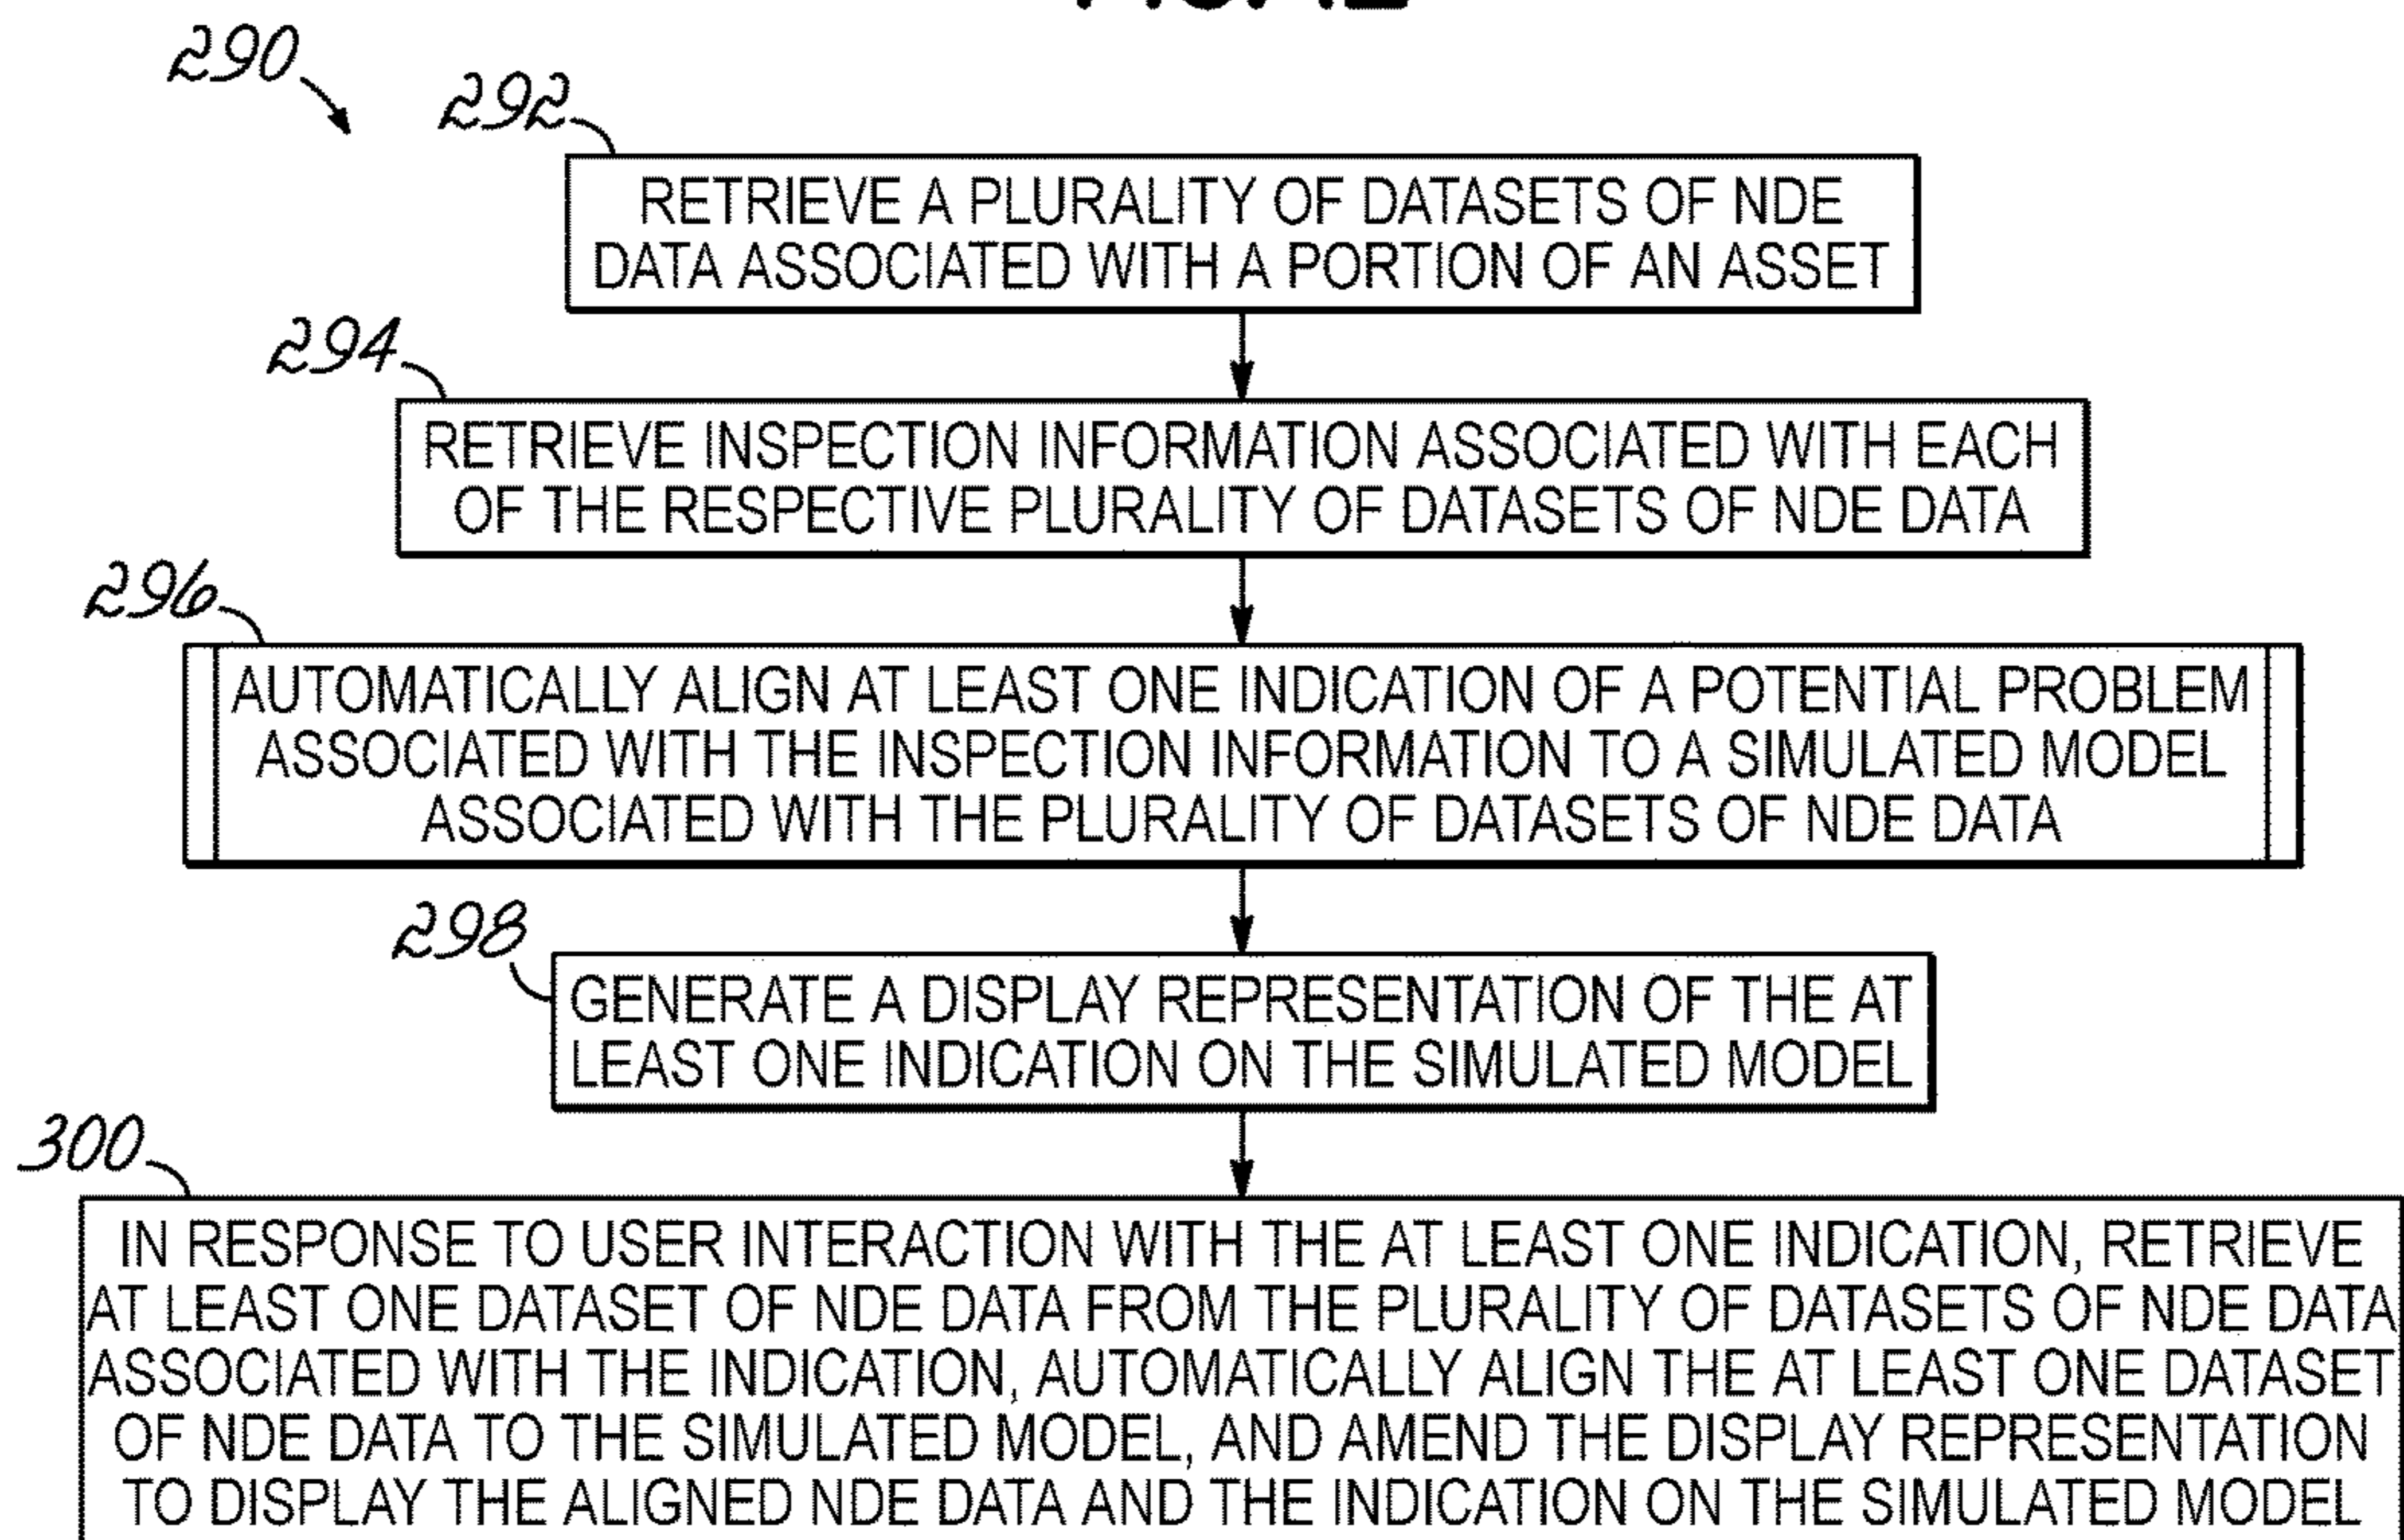 290
292
RETRIEVE A PLURALITY OF DATASETS OF NDE
DATA ASSOCIATED WITH A PORTION OF AN ASSET
294
RETRIEVE INSPECTION INFORMATION ASSOCIATED WITH EACH
OF THE RESPECTIVE PLURALITY OF DATASETS OF NDE DATA
296
AUTOMATICALLY ALIGN AT LEAST ONE INDICATION OF A POTENTIAL PROBLEM
ASSOCIATED WITH THE INSPECTION INFORMATION TO A SIMULATED MODEL
ASSOCIATED WITH THE PLURALITY OF DATASETS OF NDE DATA
298
GENERATE A DISPLAY REPRESENTATION OF THE AT
LEAST ONE INDICATION ON THE SIMULATED MODEL
300
IN RESPONSE TO USER INTERACTION WITH THE AT LEAST ONE INDICATION, RETRIEVE
AT LEAST ONE DATASET OF NDE DATA FROM THE PLURALITY OF DATASETS OF NDE DATA
ASSOCIATED WITH THE INDICATION, AUTOMATICALLY ALIGN THE AT LEAST ONE DATASET
OF NDE DATA TO THE SIMULATED MODEL, AND AMEND THE DISPLAY REPRESENTATION
TO DISPLAY THE ALIGNED NDE DATA AND THE INDICATION ON THE SIMULATED MODEL